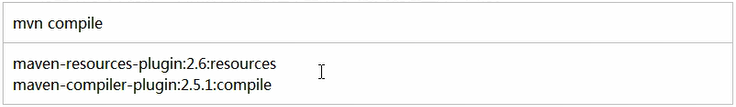 mvn compile
maven-resources-plugin:2.6:resources
maven-compiler-plugin:2.5.1:compile